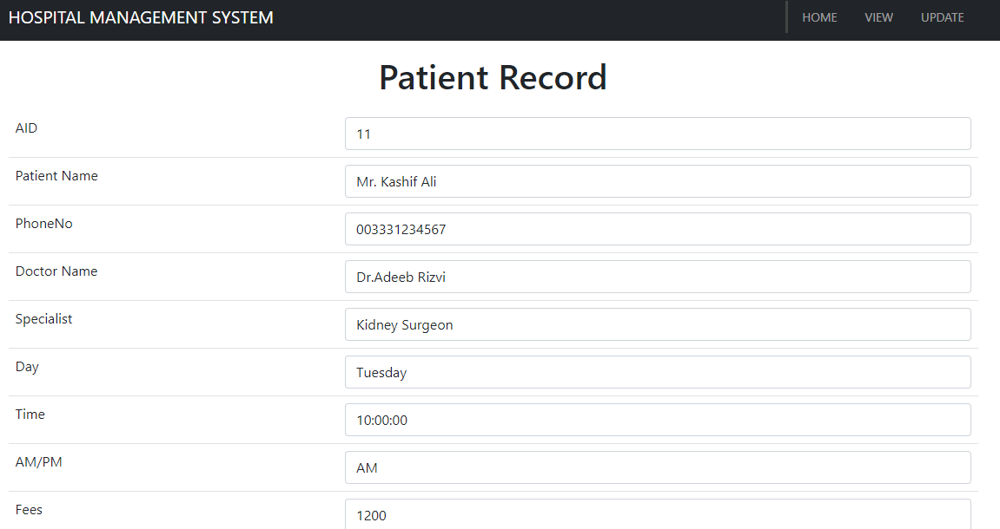 HOSPITAL MANAGEMENT SYSTEM HOME VIEW UPDATE
Patient Record
AID 11
Patient Name Mr. Kashif Ali
PhoneNo 003331234567
Doctor Name Dr.Adeeb Rizvi
Specialist Kidney Surgeon
Day Tuesday
Time 10:00:00
AM/PM AM
Fees 1200